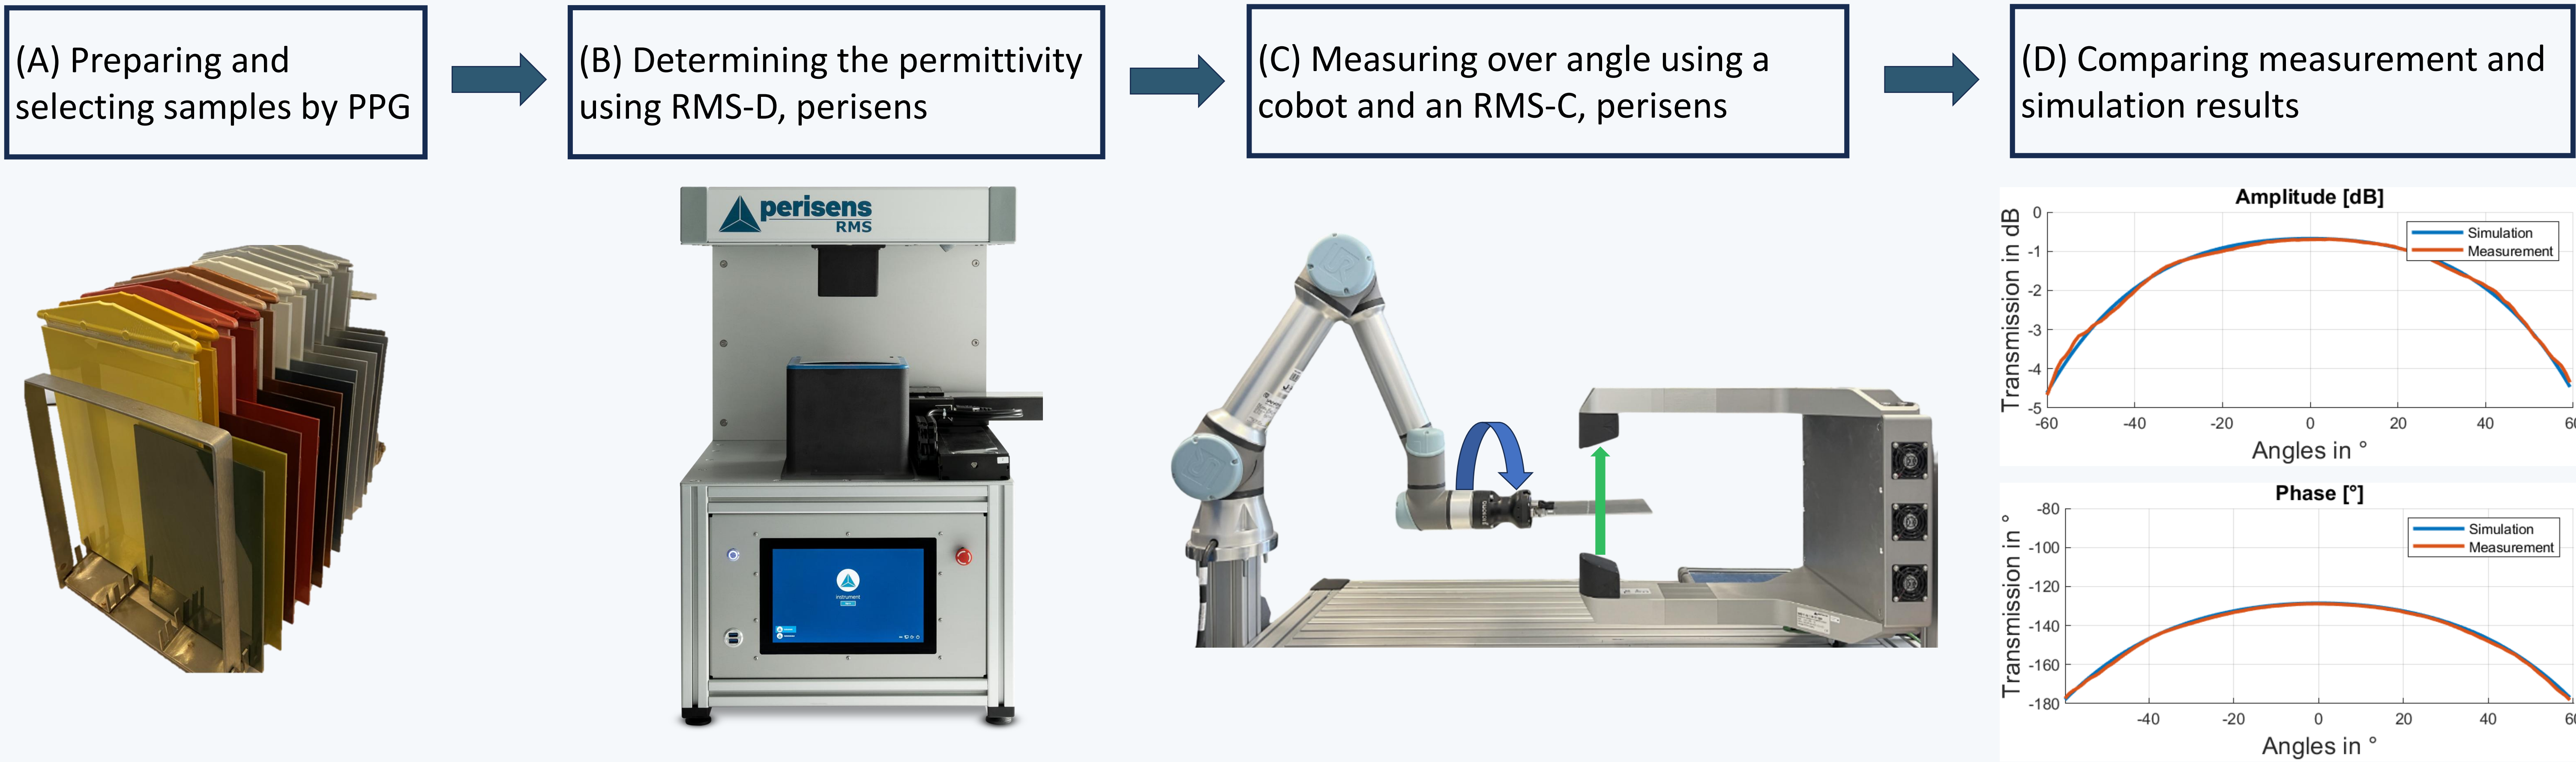 (A) Preparing and
selecting samples by PPG
(B) Determining the permittivity
using RMS-D, perisens
(C) Measuring over angle using a
cobot and an RMS-C, perisens
(D) Comparing measurement and
simulation results
perisens
RMS
instrument
Amplitude [dB]
Transmission in dB
0
-1
-2
-3
-4
-5
Simulation
Measurement
-60
-40
-20
0
20
40
Angles in °
Phase [°]
Transmission in °
-80
-100
-120
-140
-160
-180
Simulation
Measurement
-40
-20
0
20
40
Angles in °